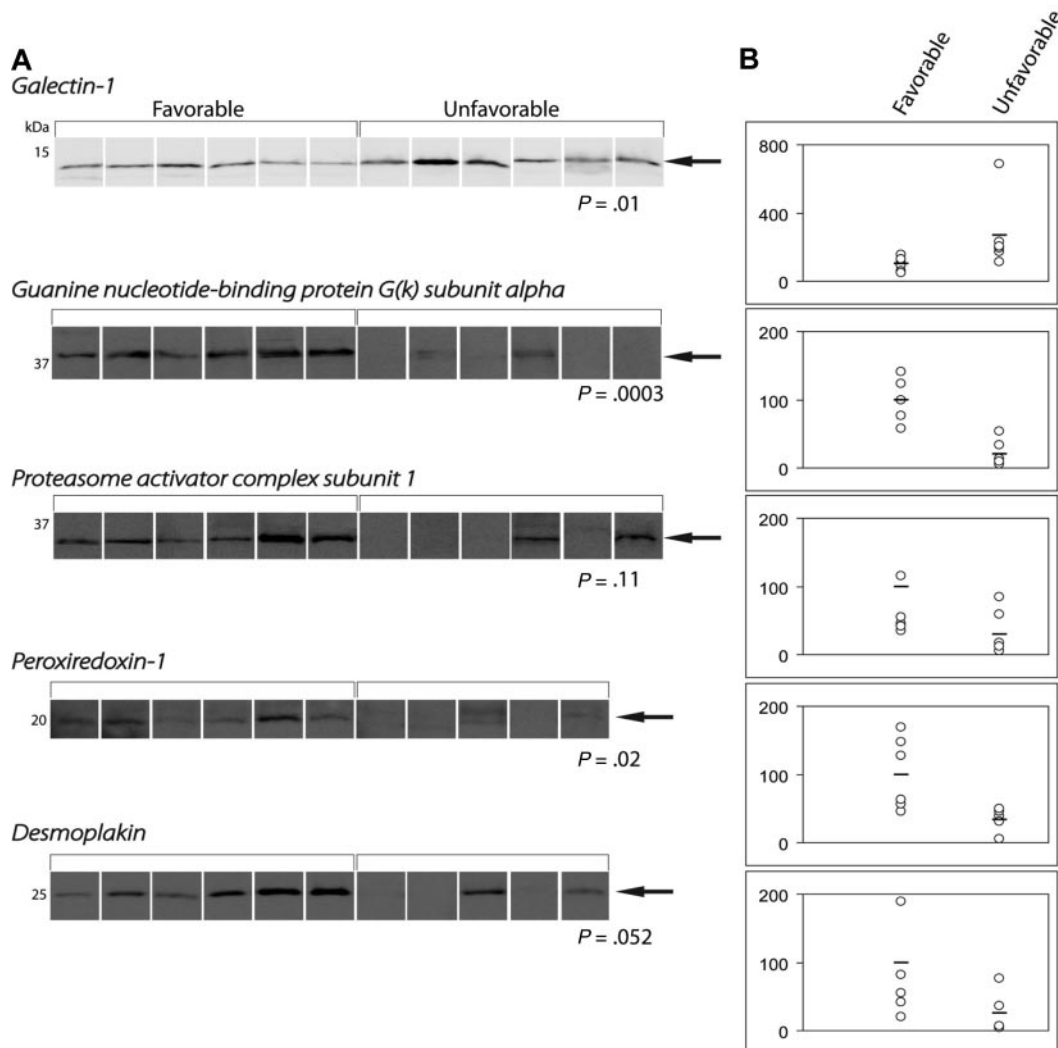 A
Galectin-1
Favorable Unfavorable
kDa
15
P = .01
Guanine nucleotide-binding protein G(k) subunit alpha
37
P = .0003
Proteasome activator complex subunit 1
37
P = .11
Peroxiredoxin-1
20
P = .02
Desmoplakin
25
P = .052
B
Favorable
Unfavorable
800
400
0
200
100
0
200
100
0
200
100
0
200
100
0